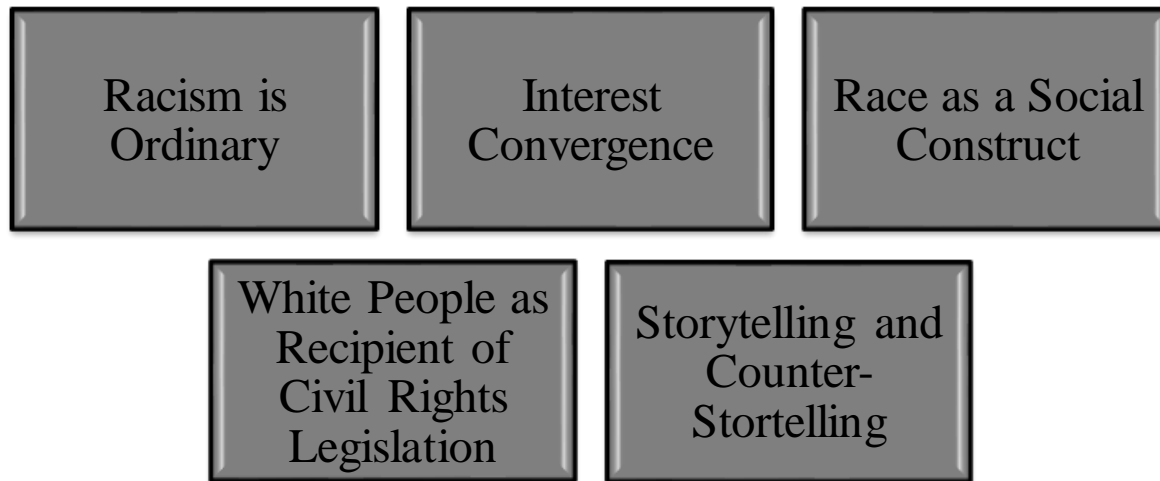 Racism is
Ordinary
Interest
Convergence
Race as a Social
Construct
White People as
Recipient of
Civil Rights
Legislation
Storytelling and
Counter-
Stortelling